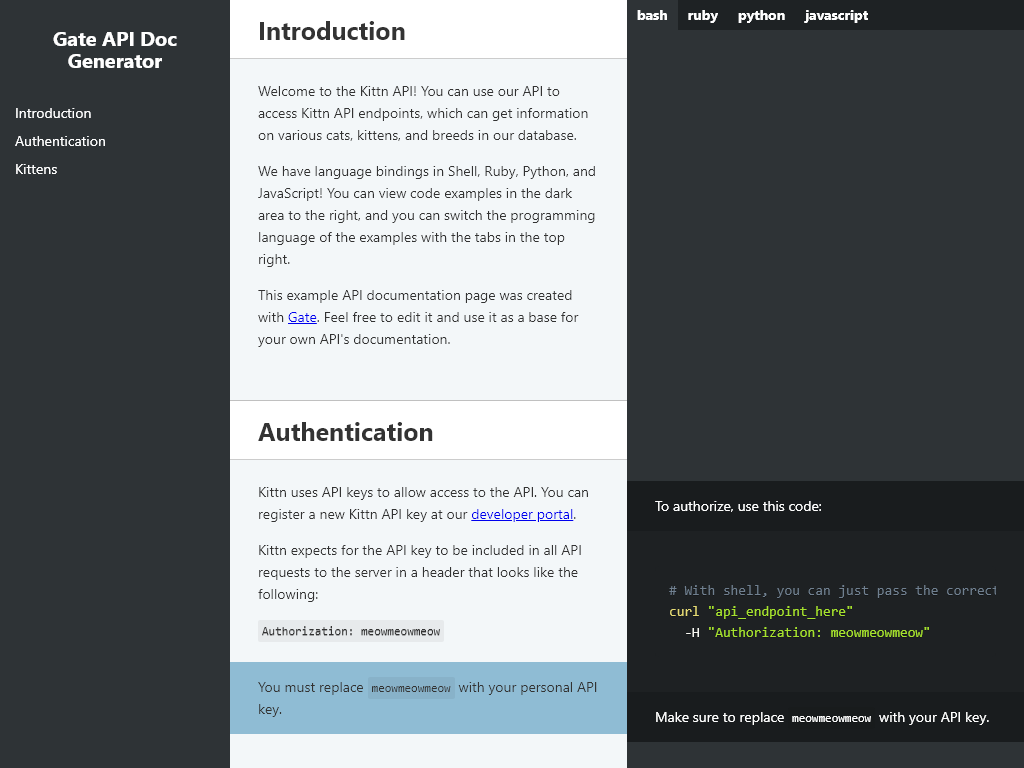 Gate API Doc
Generator
Introduction
Authentication
Kittens
Introduction
Welcome to the Kittn API! You can use our API to
access Kittn API endpoints, which can get information
on various cats, kittens, and breeds in our database.
We have language bindings in Shell, Ruby, Python, and
JavaScript! You can view code examples in the dark
area to the right, and you can switch the programming
language of the examples with the tabs in the top
right.
This example API documentation page was created
with Gate. Feel free to edit it and use it as a base for
your own API's documentation.
Authentication
Kittn uses API keys to allow access to the API. You can
register a new Kittn API key at our developer portal.
Kittn expects for the API key to be included in all API
requests to the server in a header that looks like the
following:
Authorization: meowmeowmeow
You must replace meowmeowmeow with your personal API
key.
bash ruby python javascript
To authorize, use this code:
# With shell, you can just pass the correct
curl "api_endpoint_here"
-H "Authorization: meowmeowmeow"
Make sure to replace meowmeowmeow with your API key.